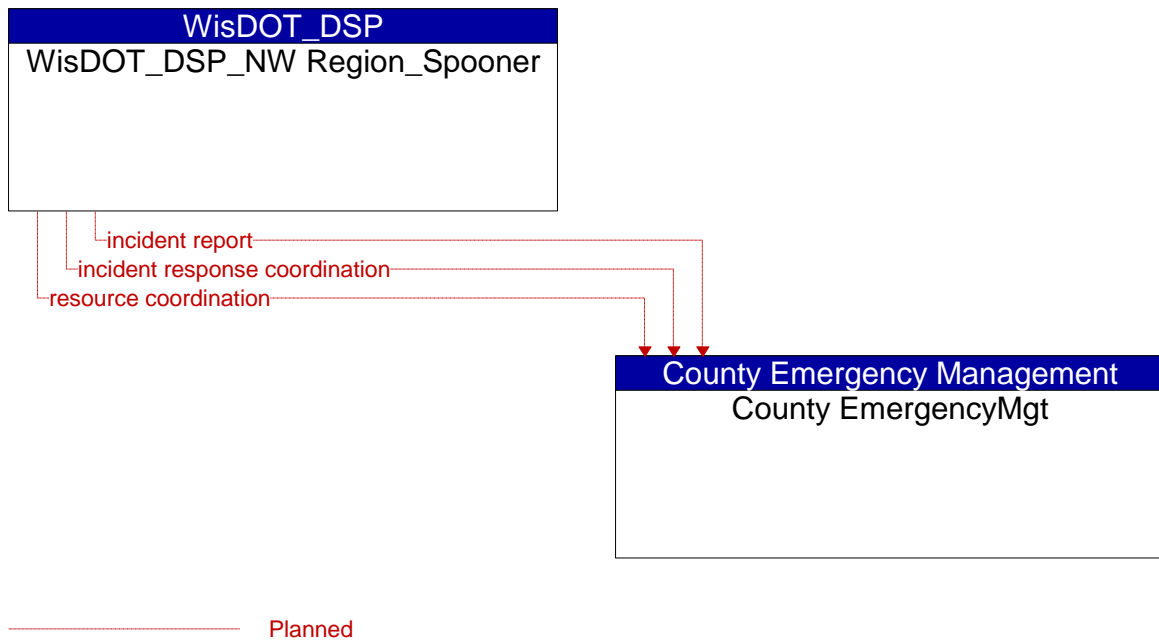 WisDOT_DSP
WisDOT_DSP_NW Region_Spooner
incident report
incident response coordination
resource coordination
County Emergency Management
County EmergencyMgt
Planned